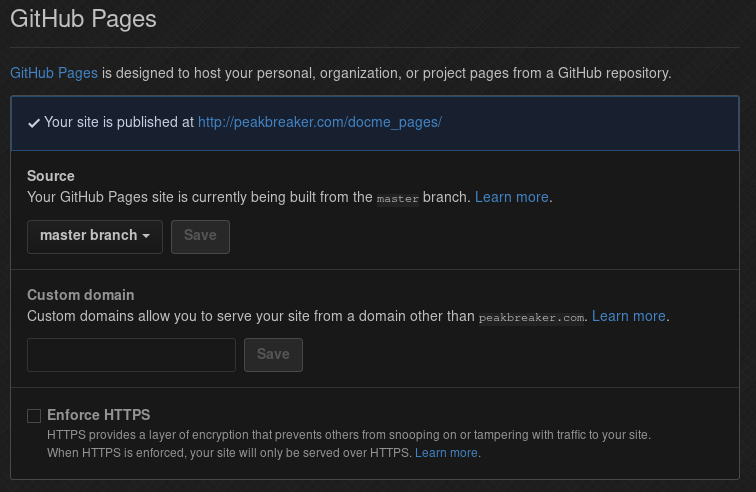 GitHub Pages
GitHub Pages is designed to host your personal, organization, or project pages from a GitHub repository.
Your site is published at http://peakbreaker.com/docme_pages/
Source
Your GitHub Pages site is currently being built from the master branch. Learn more.
master branch Save
Custom domain
Custom domains allow you to serve your site from a domain other than peakbreaker.com. Learn more.
Save
Enforce HTTPS
HTTPS provides a layer of encryption that prevents others from snooping on or tampering with traffic to your site.
When HTTPS is enforced, your site will only be served over HTTPS. Learn more.